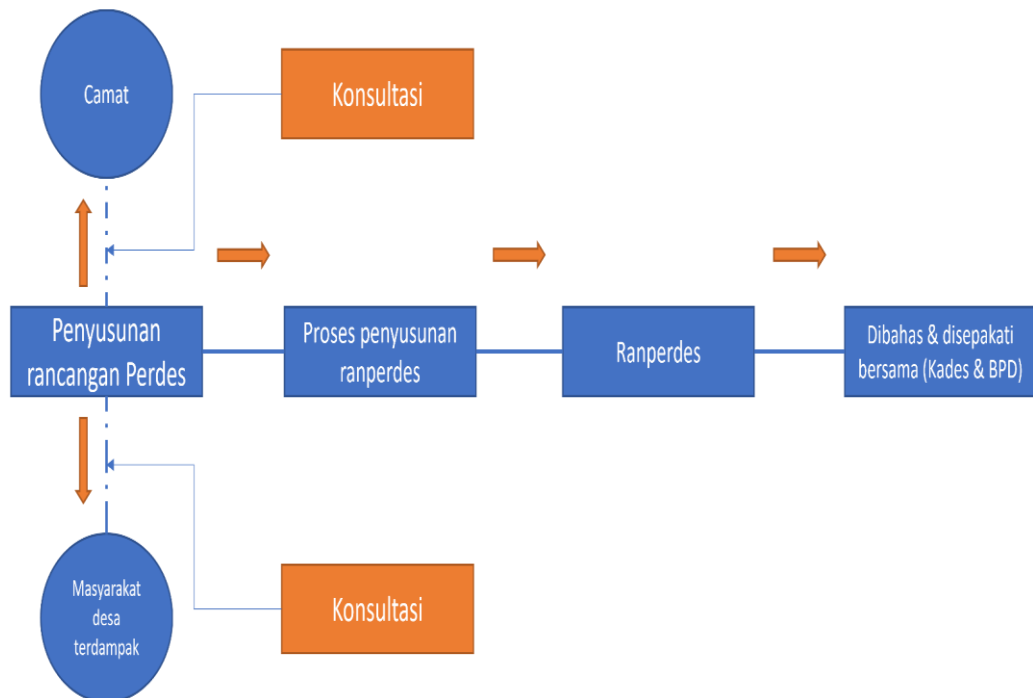 Camat
Konsultasi
Penyusunan
rancangan Perdes
Proses penyusunan
ranperdes
Ranperdes
Dibahas & disepakati
bersama (Kades & BPD)
Masyarakat
desa
terdampak
Konsultasi